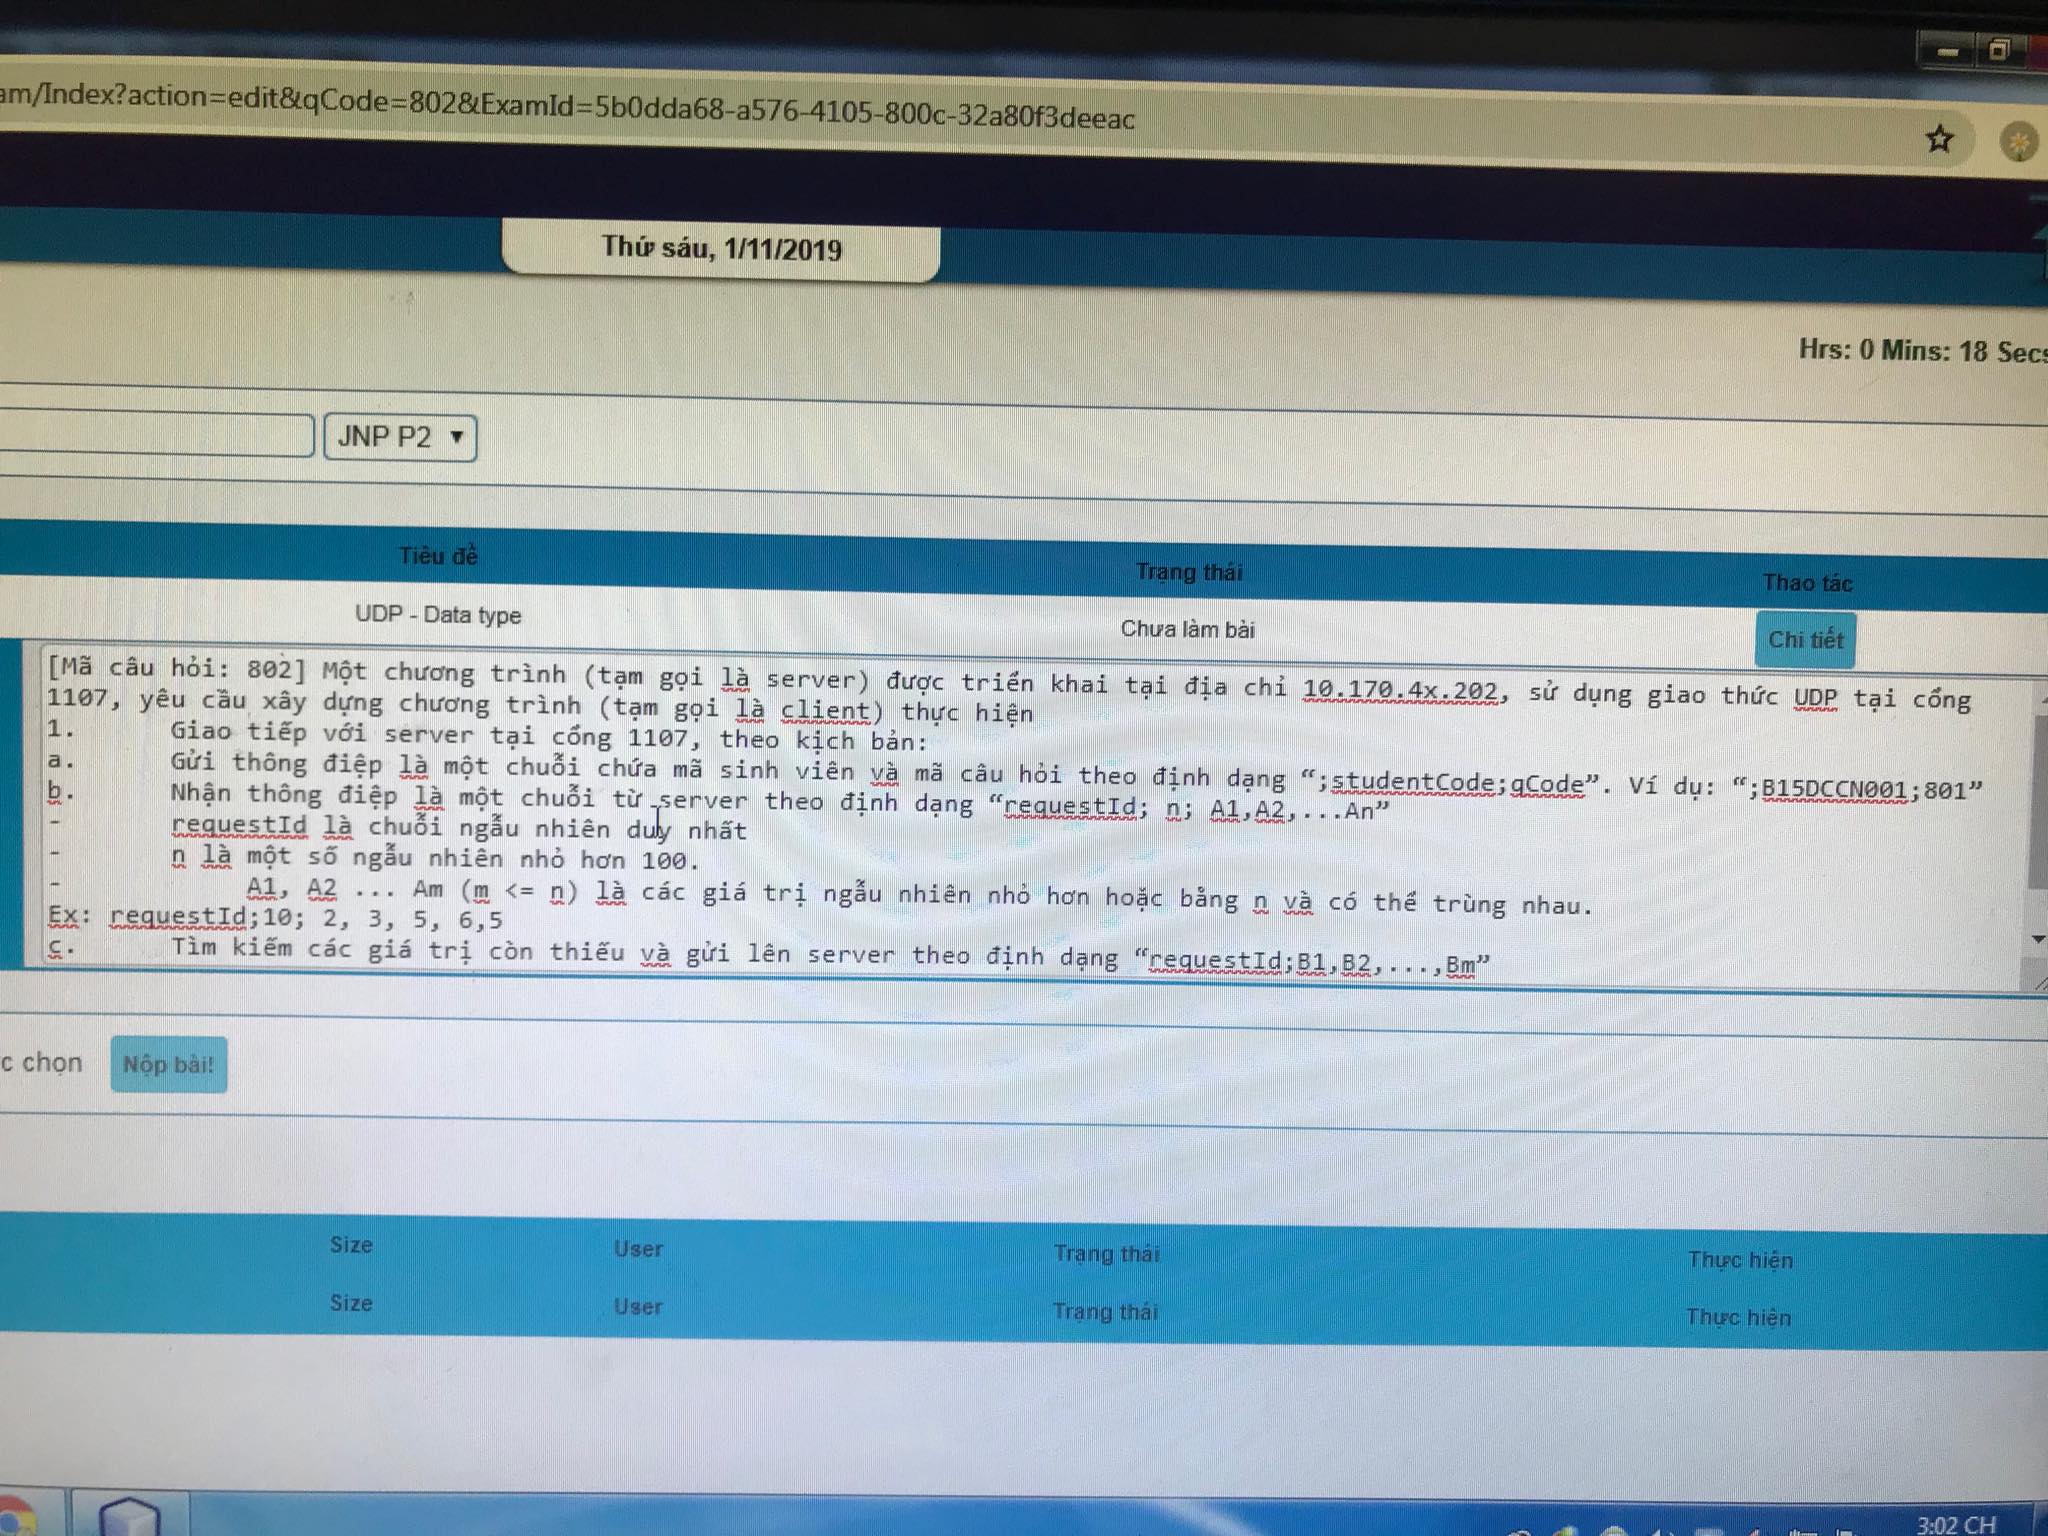 am/Index?action=edit&qCode=802&ExamId=5b0dda68-a576-4105-800c-32a80f3deeac
Thứ sáu, 1/11/2019
Hrs: 0 Mins: 18 Secs
JNP P2
Tiêu đề Trạng thái Thao tác
UDP - Data type Chưa làm bài Chi tiết
[Mã câu hỏi: 802] Một chương trình (tạm gọi là server) được triển khai tại địa chỉ 10.170.4x.202, sử dụng giao thức UDP tại cổng
1107, yêu cầu xây dựng chương trình (tạm gọi là client) thực hiện
1. Giao tiếp với server tại cổng 1107, theo kịch bản:
a. Gửi thông điệp là một chuỗi chứa mã sinh viên và mã câu hỏi theo định dạng “;studentCode;qCode”. Ví dụ: “;B15DCCN001;801”
b. Nhận thông điệp là một chuỗi từ server theo định dạng “requestId; n; A1,A2,...An”
- requestId là chuỗi ngẫu nhiên duy nhất
- n là một số ngẫu nhiên nhỏ hơn 100.
- A1, A2 ... Am (m <= n) là các giá trị ngẫu nhiên nhỏ hơn hoặc bằng n và có thể trùng nhau.
Ex: requestId;10; 2, 3, 5, 6,5
c. Tìm kiếm các giá trị còn thiếu và gửi lên server theo định dạng “requestId;B1,B2,...,Bm”
c chọn Nộp bài!
Size User Trạng thái Thực hiện
Size User Trạng thái Thực hiện
3:02 CH